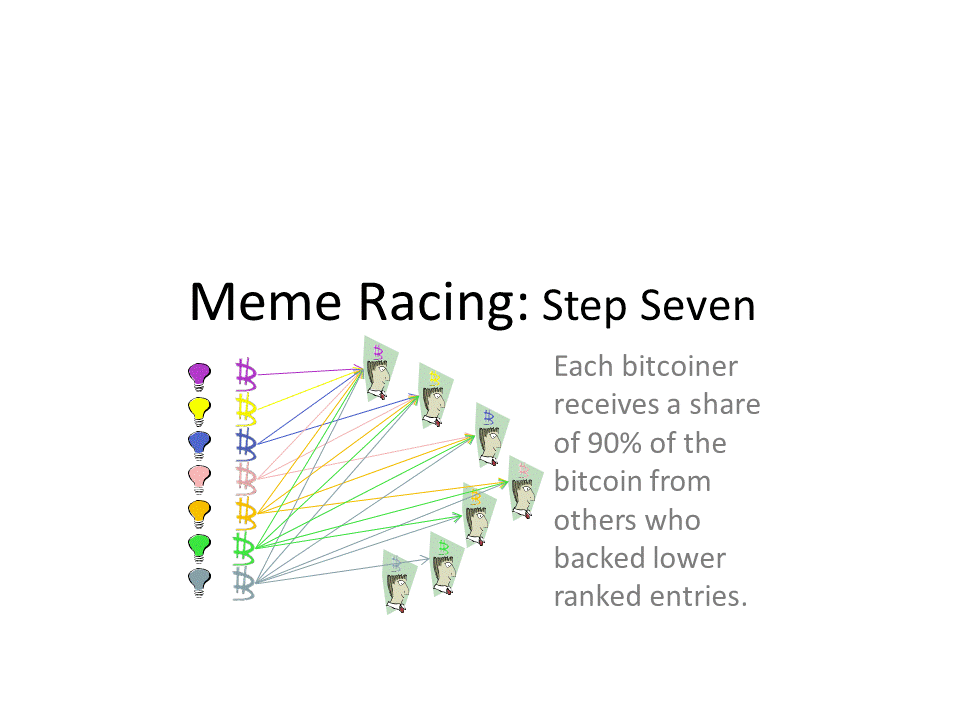 Meme Racing: Step Seven
Each bitcoiner
receives a share
of 90% of the
bitcoin from
others who
backed lower
ranked entries.